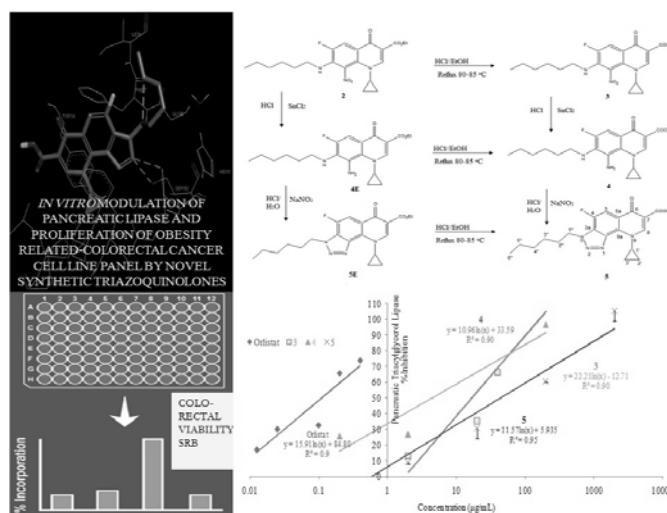 IN VITRO MODULATION OF
PANCREATIC LIPASE AND
PROLIFERATION OF OBESITY
RELATED-COLORECTAL CANCER
CELL LINE PANEL BY NOVEL
SYNTHETIC TRIAZOQUINOLONES
1 2 3 4 5 6 7 8 9 10 11 12
A
B
C
D
E
F
G
H
COLO-
RECTAL
VIABILITY
SRB
% Incorporation
2
HCl/EtOH
Reflux 80-85 °C
3
HCl
SnCl₂
HCl
SnCl₂
4E
HCl/EtOH
Reflux 80-85 °C
4
HCl/
H₂O
NaNO₂
HCl/
H₂O
NaNO₂
5E
HCl/EtOH
Reflux 80-85 °C
5
Pancreatic Triacylglycerol Lipase
%Inhibition
110
100
90
80
70
60
50
40
30
20
10
0
Orlistat 3 4 5
4
y = 10.96ln(x) + 33.59
R² = 0.90
3
y = 22.21ln(x) - 12.71
R² = 0.90
5
y = 11.57ln(x) + 5.935
R² = 0.95
Orlistat
y = 15.91ln(x) + 84.80
R² = 0.9
0.01 0.1 1 10 100 1000
Concentration (µg/mL)